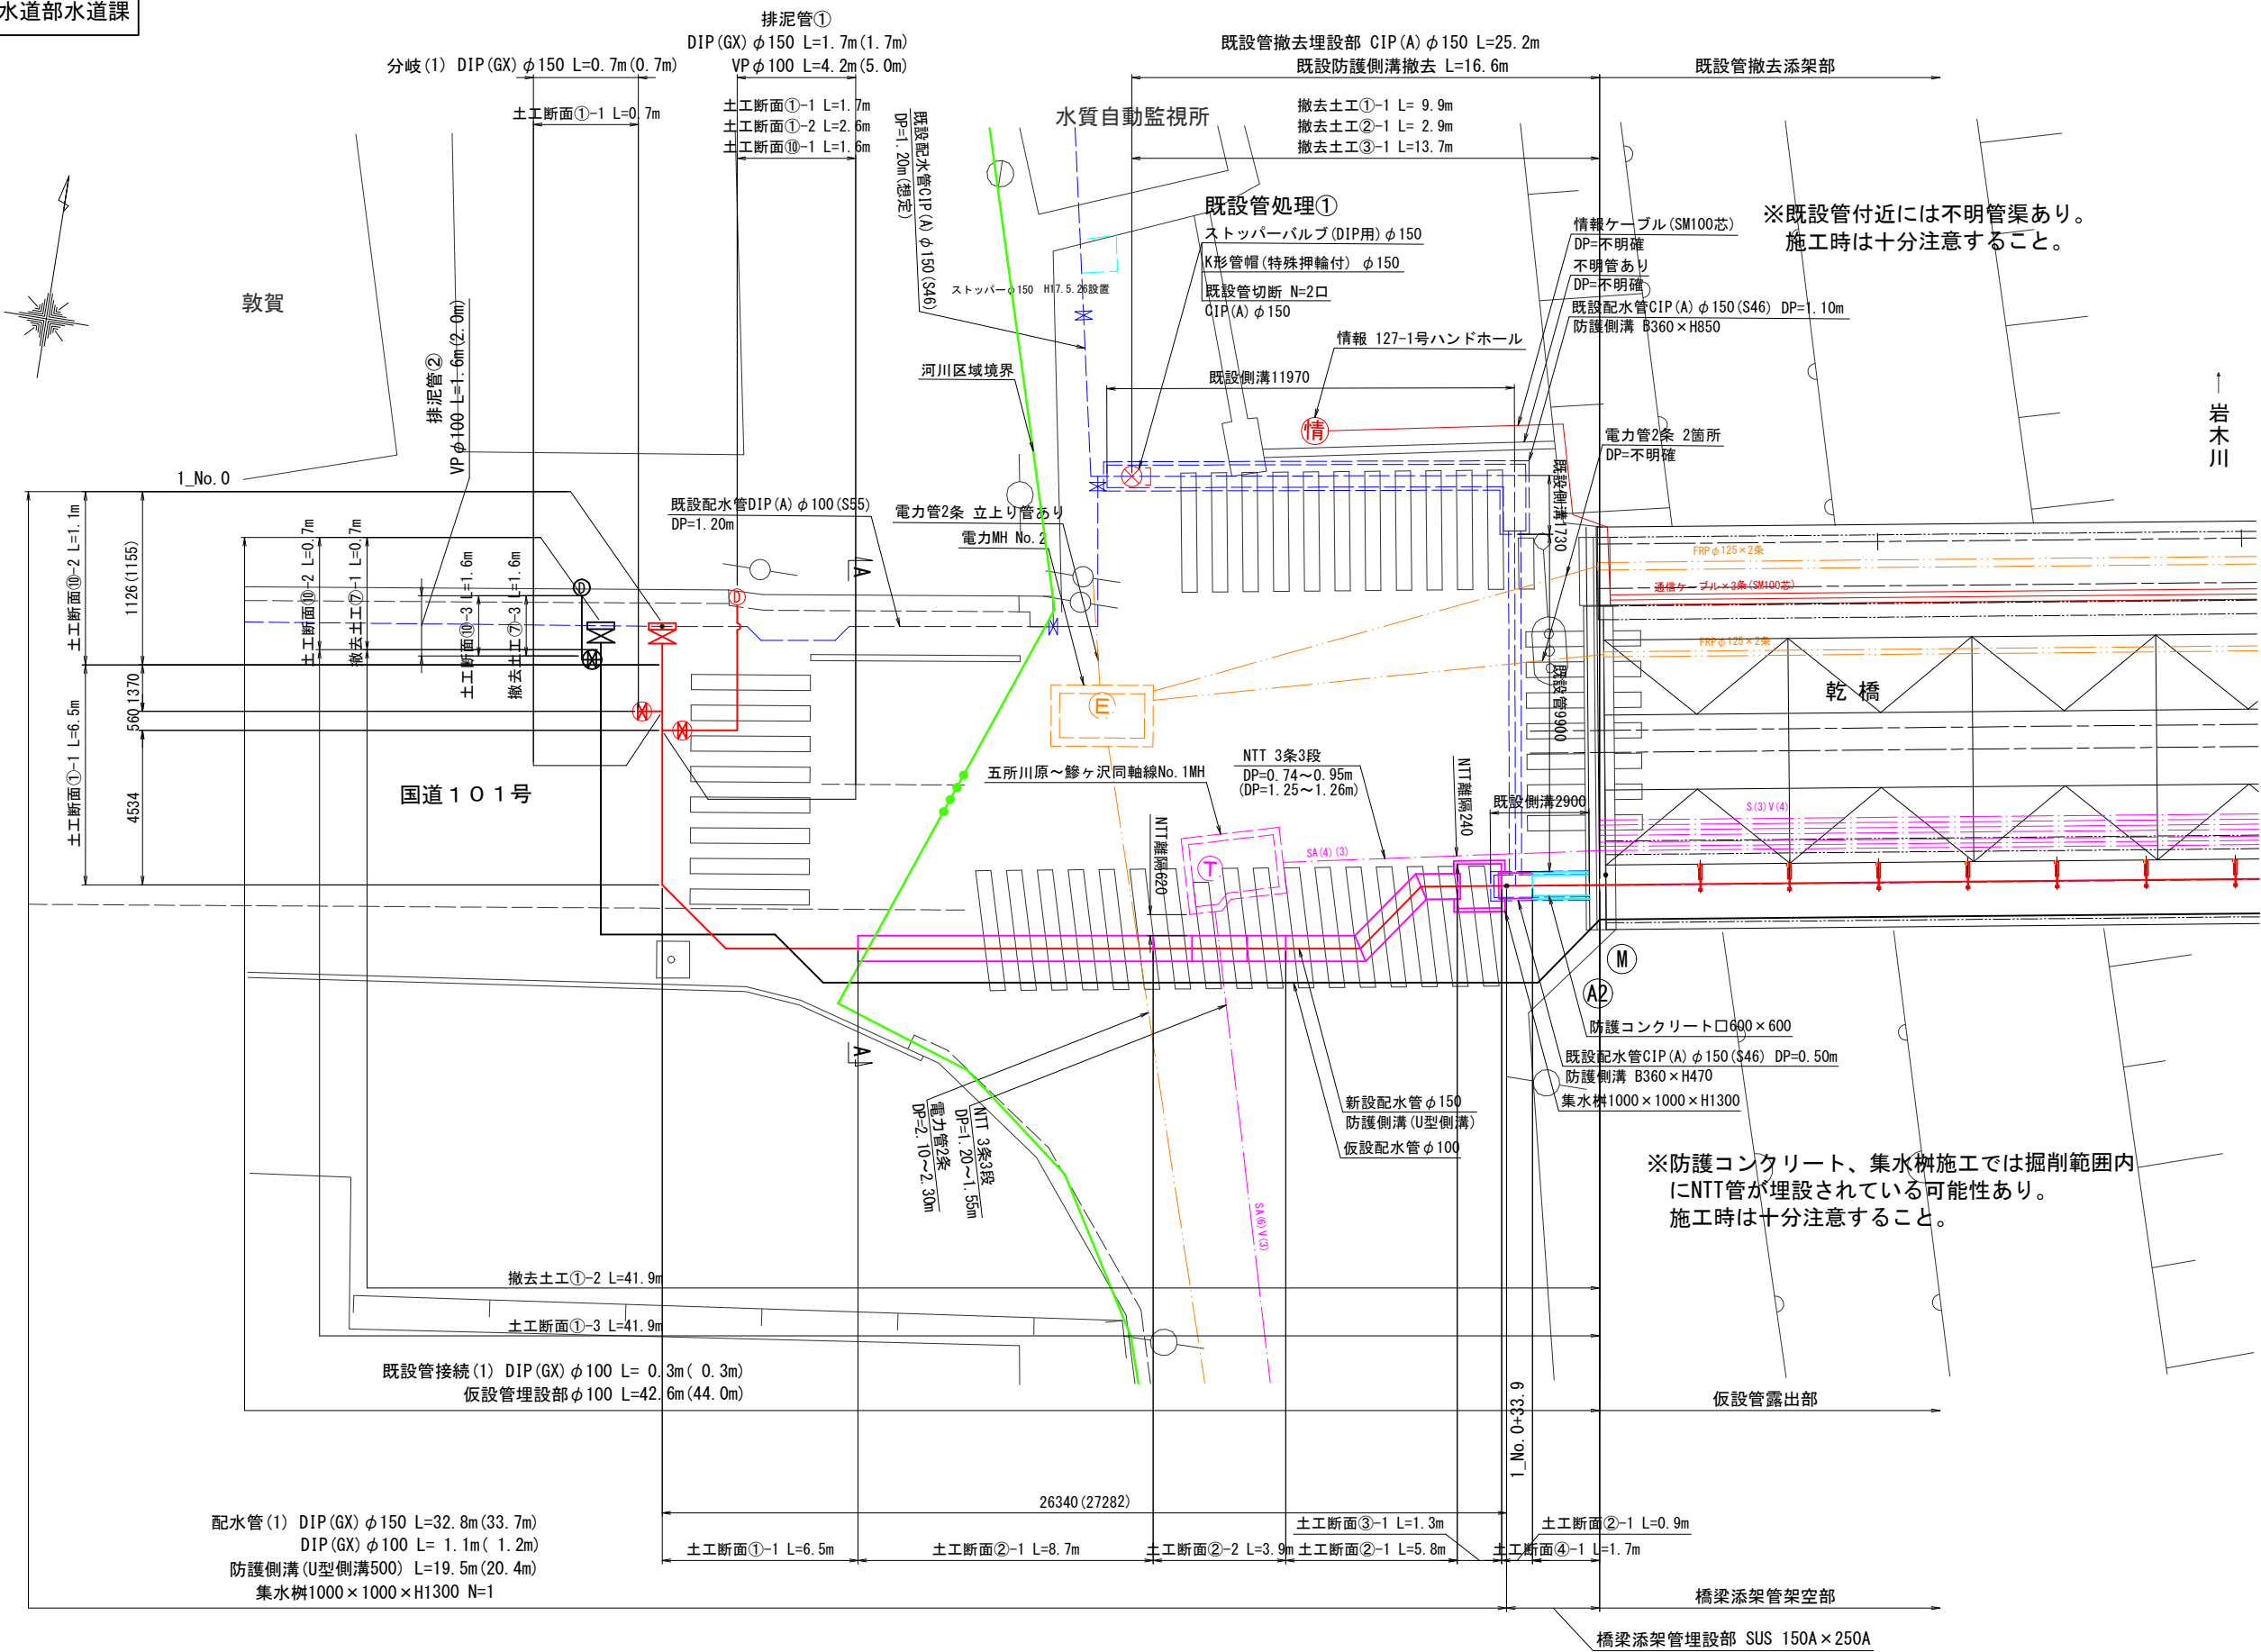 水道部水道課
排泥管①
DIP(GX)φ150 L=1.7m(1.7m)
VPφ100 L=4.2m(5.0m)
分岐(1) DIP(GX)φ150 L=0.7m(0.7m)
土工断面①-1 L=0.7m
土工断面①-1 L=1.7m
土工断面①-2 L=2.6m
土工断面⑩-1 L=1.6m
既設管撤去埋設部 CIP(A)φ150 L=25.2m
既設防護側溝撤去 L=16.6m
既設管撤去添架部
撤去土工①-1 L= 9.9m
撤去土工②-1 L= 2.9m
撤去土工③-1 L=13.7m
水質自動監視所
既設配水管CIP(A)φ150(S46)
DP=1.20m(想定)
既設管処理①
ストッパーバルブ(DIP用)φ150
K形管帽(特殊押輪付) φ150
既設管切断 N=2口
CIP(A)φ150
ストッパーφ150 H17.5.26設置
情報ケーブル(SM100芯)
DP=不明確
不明管あり
DP=不明確
既設配水管CIP(A)φ150(S46) DP=1.10m
防護側溝 B360×H850
※既設管付近には不明管渠あり。
施工時は十分注意すること。
敦賀
排泥管②
VPφ100 L=1.6m(2.0m)
情報 127-1号ハンドホール
河川区域境界
既設側溝11970
情
電力管2条 2箇所
DP=不明確
←岩木川
1_No.0
既設配水管DIP(A)φ100(S55)
DP=1.20m
電力管2条 立上り管あり
電力MH No.2
既設側溝1730
土工断面⑩-2 L=1.1m
1126(1155)
土工断面⑩-2 L=0.7m
撤去土工⑦-1 L=0.7m
土工断面⑩-3 L=1.6m
撤去土工⑦-3 L=1.6m
D
D
A
FRPφ125×2条
通信ケーブル×3条(SM100芯)
FRPφ125×2条
乾 橋
既設管9900
E
M
M
M
1370
560
土工断面①-1 L=6.5m
4534
国道101号
五所川原～鰺ヶ沢同軸線No.1MH
NTT 3条3段
DP=0.74～0.95m
(DP=1.25～1.26m)
NTT離隔240
既設側溝2900
NTT離隔620
T
SA(4)(3)
S(3)V(4)
M
A2
A
防護コンクリート□600×600
既設配水管CIP(A)φ150(S46) DP=0.50m
防護側溝 B360×H470
集水桝1000×1000×H1300
新設配水管φ150
防護側溝(U型側溝)
仮設配水管φ100
電力管2条
DP=2.10～2.30m
NTT 3条3段
DP=1.20～1.55m
SA(6)V(3)
※防護コンクリート、集水桝施工では掘削範囲内
にNTT管が埋設されている可能性あり。
施工時は十分注意すること。
撤去土工①-2 L=41.9m
土工断面①-3 L=41.9m
既設管接続(1) DIP(GX)φ100 L= 0.3m( 0.3m)
仮設管埋設部φ100 L=42.6m(44.0m)
仮設管露出部
1_No.0+33.9
26340(27282)
配水管(1) DIP(GX)φ150 L=32.8m(33.7m)
DIP(GX)φ100 L= 1.1m( 1.2m)
防護側溝(U型側溝500) L=19.5m(20.4m)
集水桝1000×1000×H1300 N=1
土工断面③-1 L=1.3m
土工断面②-1 L=0.9m
土工断面①-1 L=6.5m
土工断面②-1 L=8.7m
土工断面②-2 L=3.9m
土工断面②-1 L=5.8m
土工断面④-1 L=1.7m
橋梁添架管架空部
橋梁添架管埋設部 SUS 150A×250A